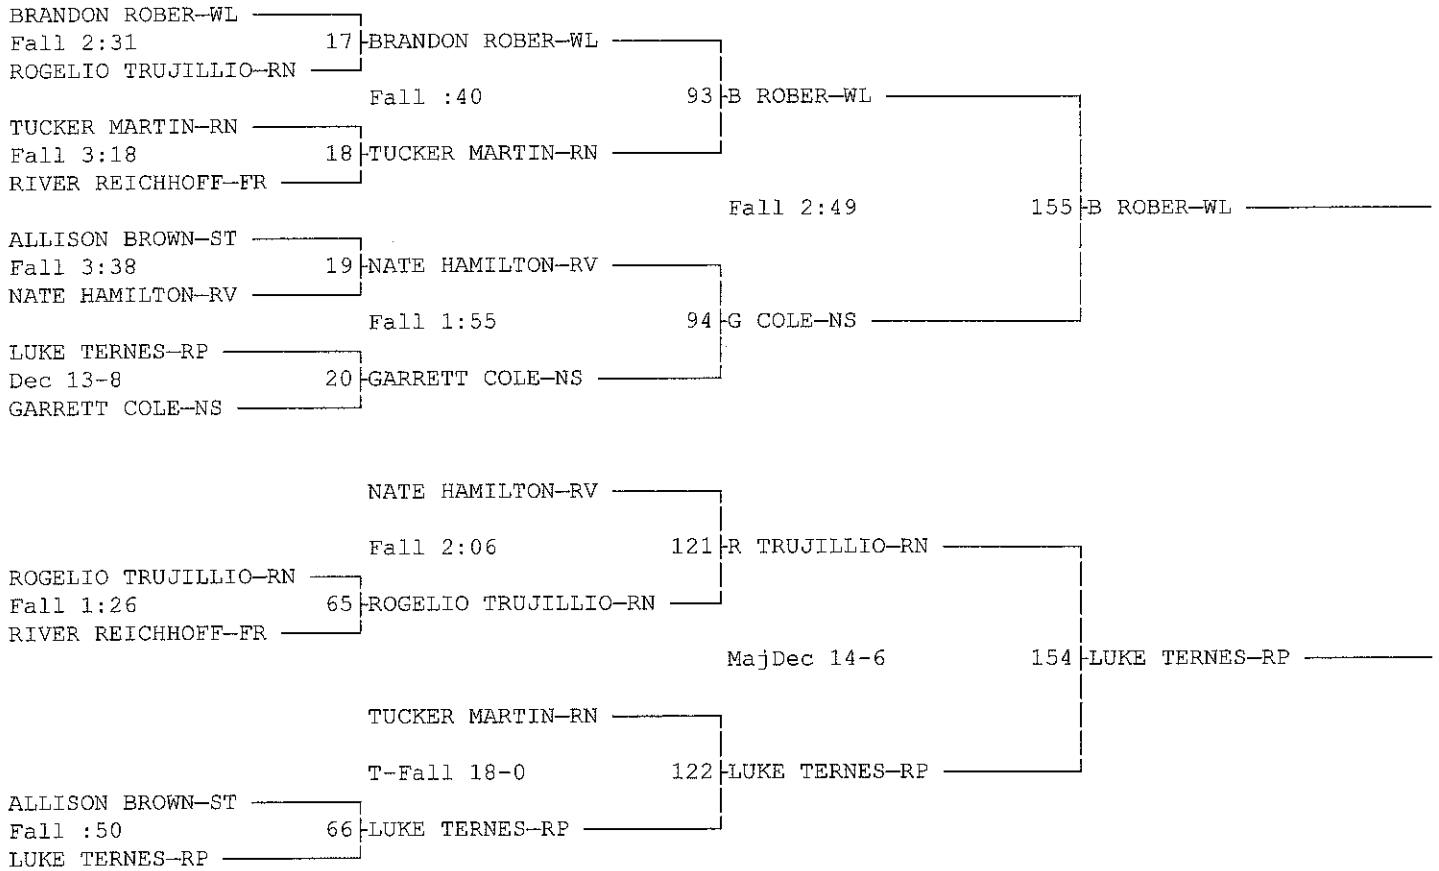 BRANDON ROBER—WL
Fall 2:31 17 BRANDON ROBER—WL
ROGELIO TRUJILLIO—RN
Fall :40 93 B ROBER—WL
TUCKER MARTIN—RN
Fall 3:18 18 TUCKER MARTIN—RN
RIVER REICHHOFF—FR
Fall 2:49 155 B ROBER—WL
ALLISON BROWN—ST
Fall 3:38 19 NATE HAMILTON—RV
NATE HAMILTON—RV
Fall 1:55 94 G COLE—NS
LUKE TERNES—RP
Dec 13-8 20 GARRETT COLE—NS
GARRETT COLE—NS
NATE HAMILTON—RV
Fall 2:06 121 R TRUJILLIO—RN
ROGELIO TRUJILLIO—RN
Fall 1:26 65 ROGELIO TRUJILLIO—RN
RIVER REICHHOFF—FR
MajDec 14-6 154 LUKE TERNES—RP
TUCKER MARTIN—RN
T-Fall 18-0 122 LUKE TERNES—RP
ALLISON BROWN—ST
Fall :50 66 LUKE TERNES—RP
LUKE TERNES—RP